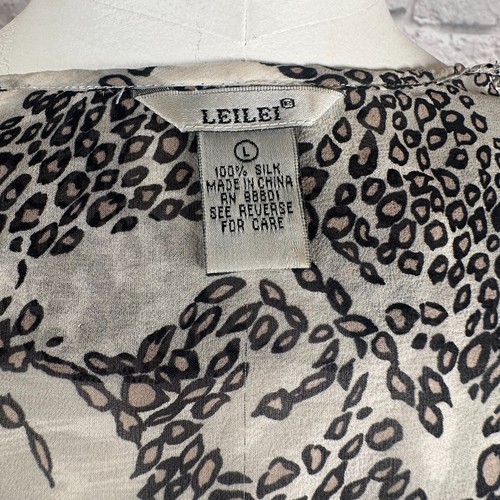 LEILEI®
L
100% SILK
MADE IN CHINA
RN 98801
SEE REVERSE
FOR CARE